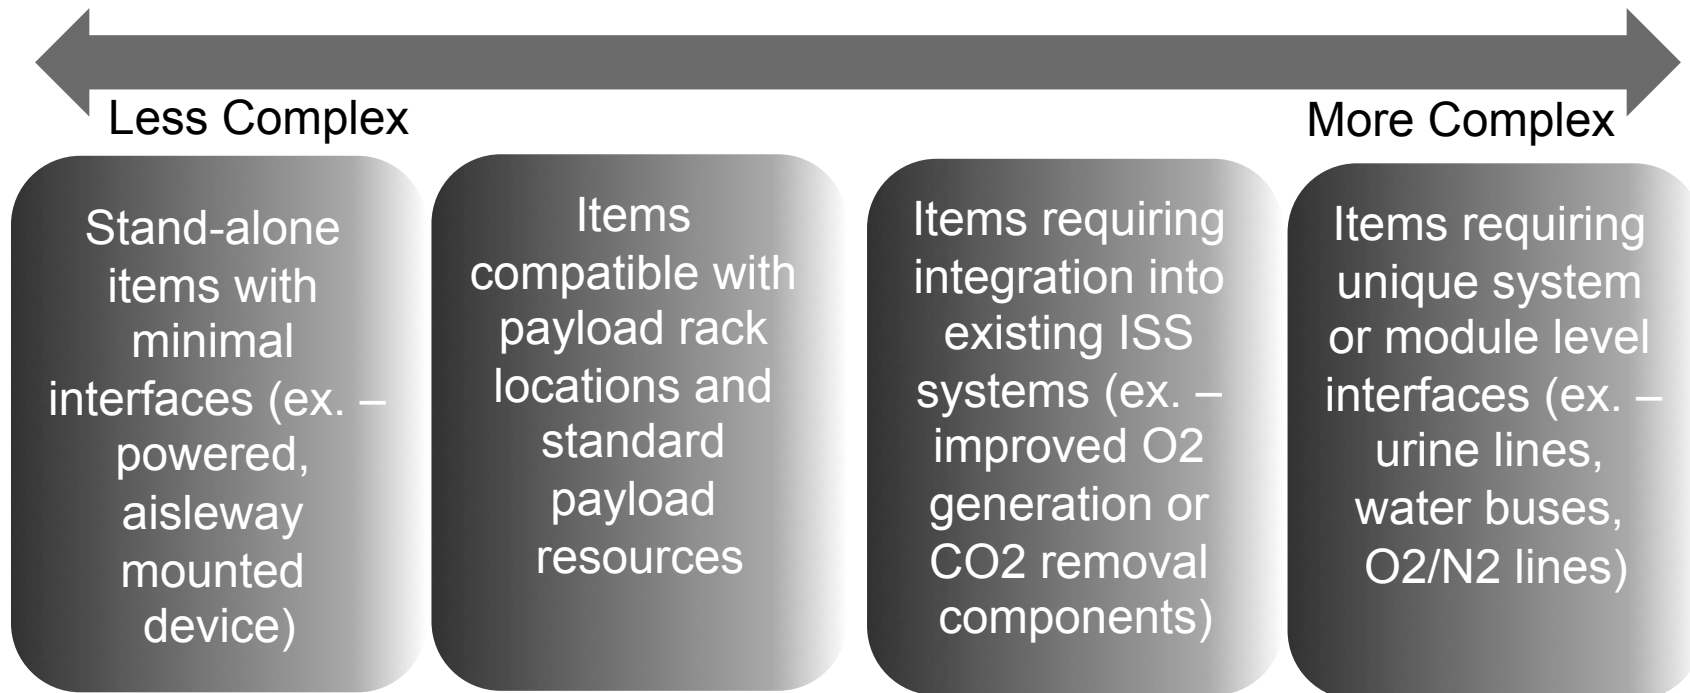 Less Complex
More Complex
Stand-alone
items with
minimal
interfaces (ex. –
powered,
aisleway
mounted
device)
Items
compatible with
payload rack
locations and
standard
payload
resources
Items requiring
integration into
existing ISS
systems (ex. –
improved O2
generation or
CO2 removal
components)
Items requiring
unique system
or module level
interfaces (ex. –
urine lines,
water buses,
O2/N2 lines)